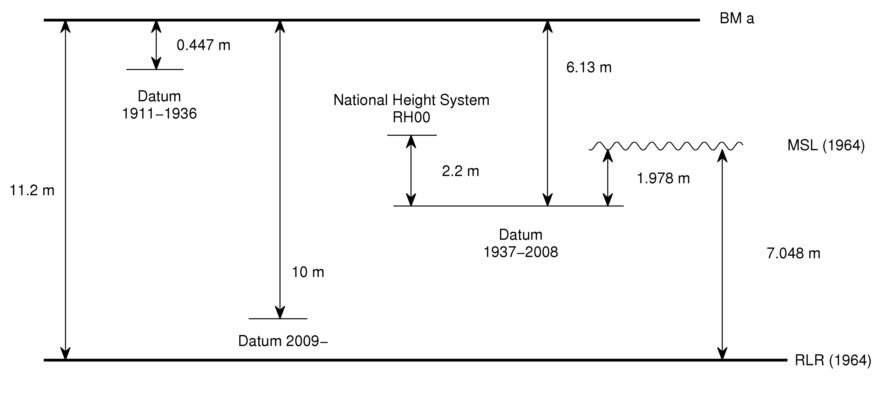 BM a
0.447 m
6.13 m
Datum
1911−1936
National Height System
RH00
MSL (1964)
2.2 m
1.978 m
11.2 m
Datum
1937−2008
7.048 m
10 m
Datum 2009−
RLR (1964)